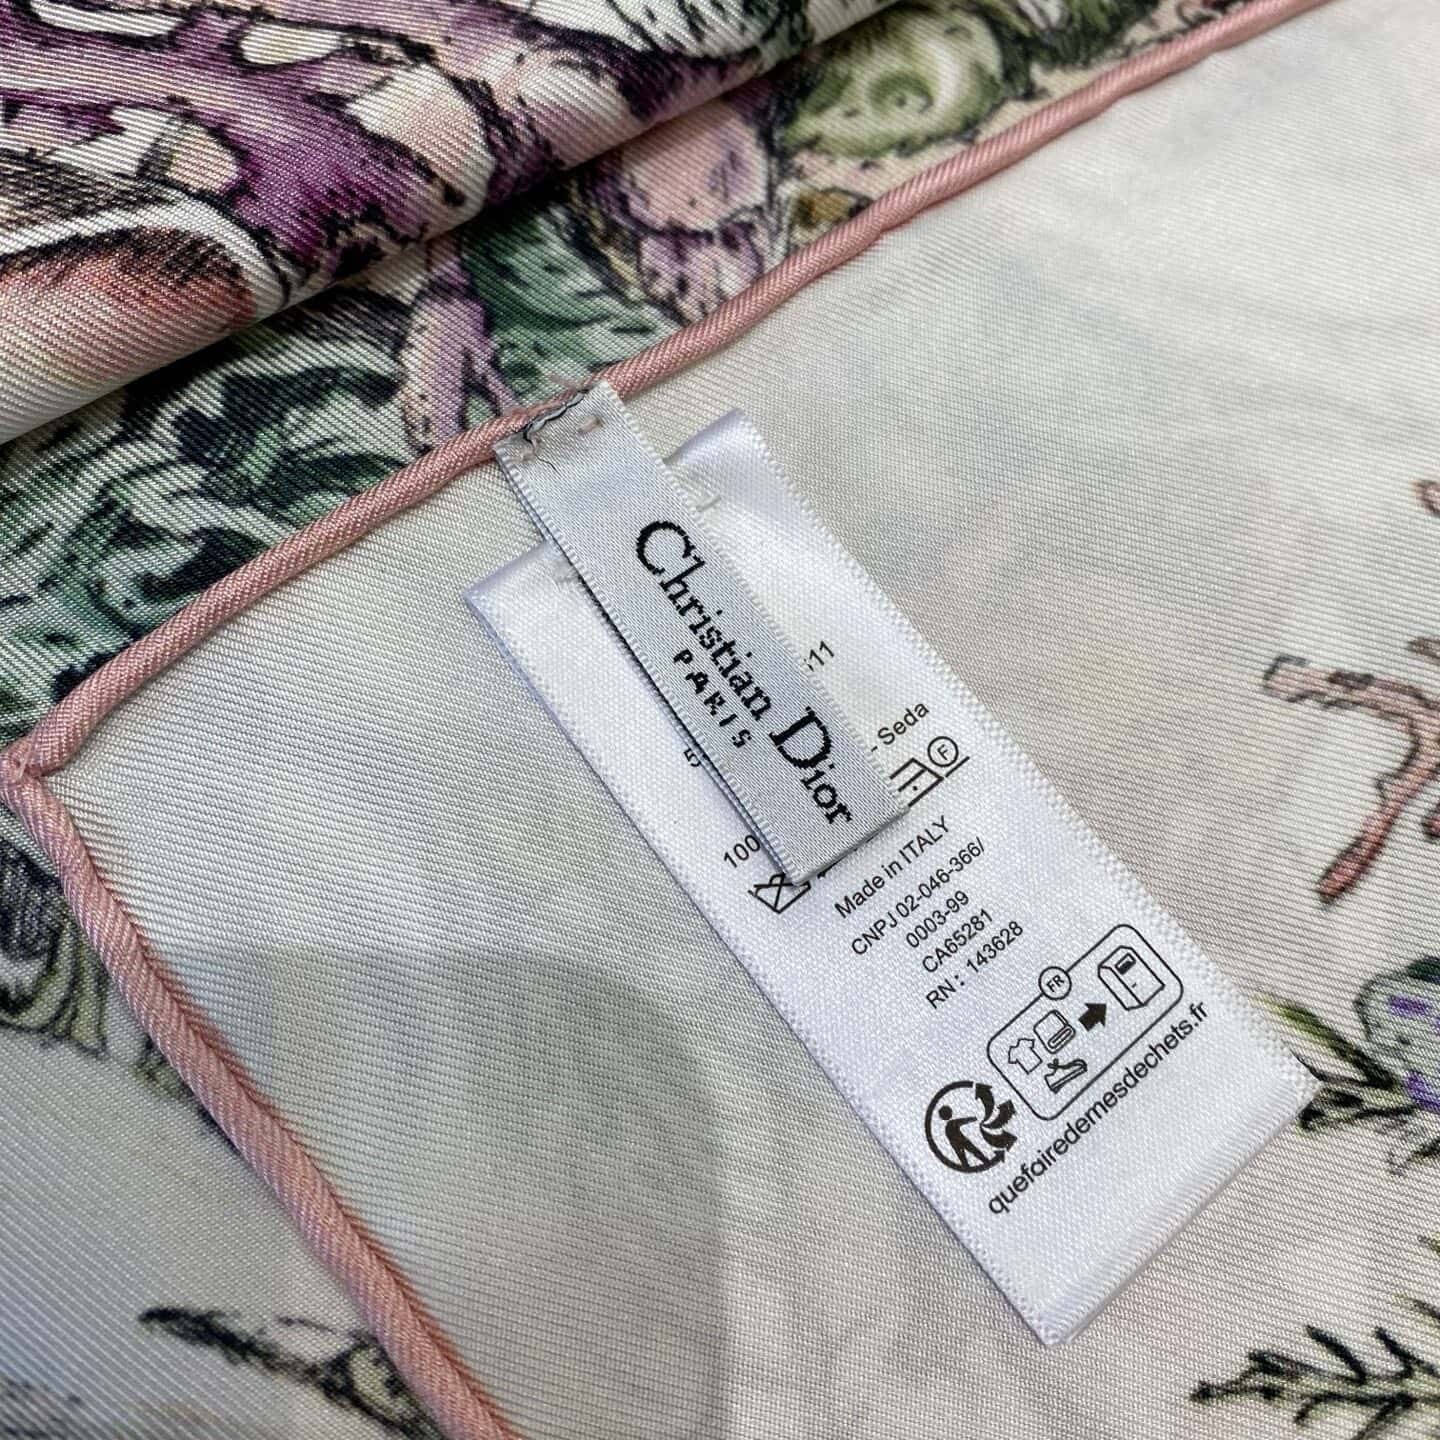 Christian Dior
PARIS
11
- Seda
F
100
Made in ITALY
CNPJ 02-046-366/
0003-99
CA65281
RN: 143628
FR
quefairedemesdechets.fr